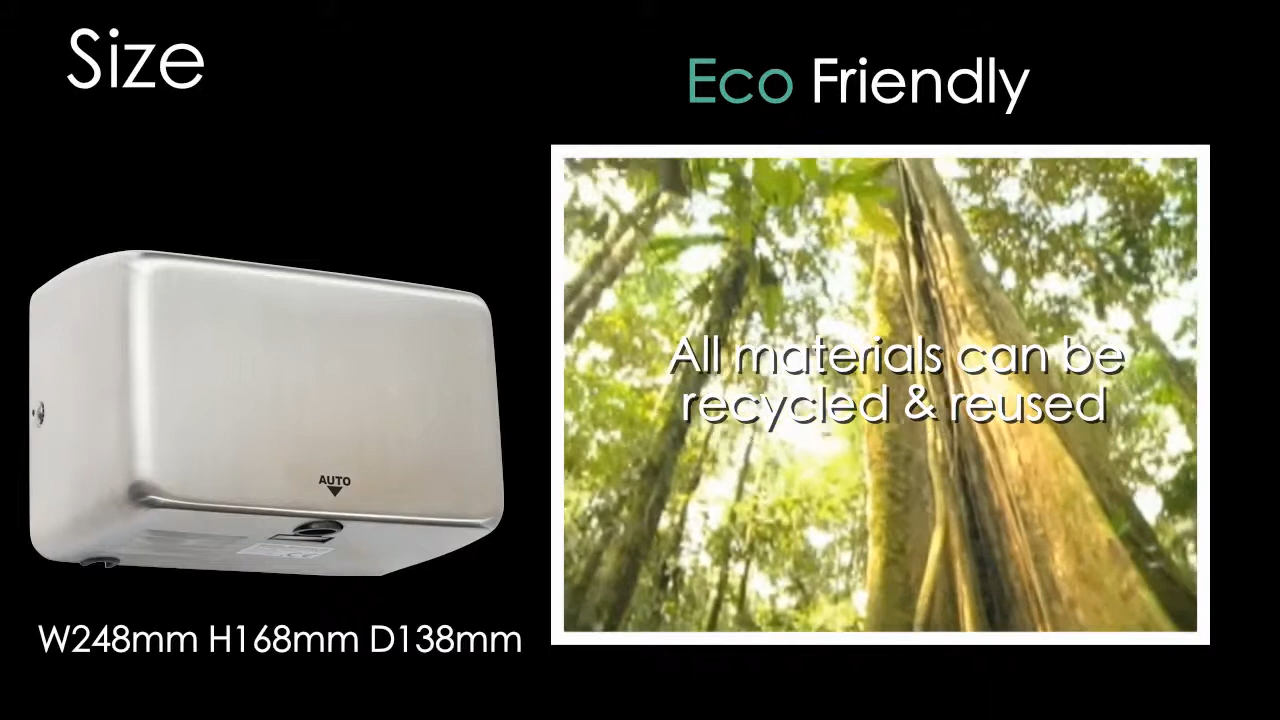 Size
Eco Friendly
All materials can be
recycled & reused
AUTO
W248mm H168mm D138mm